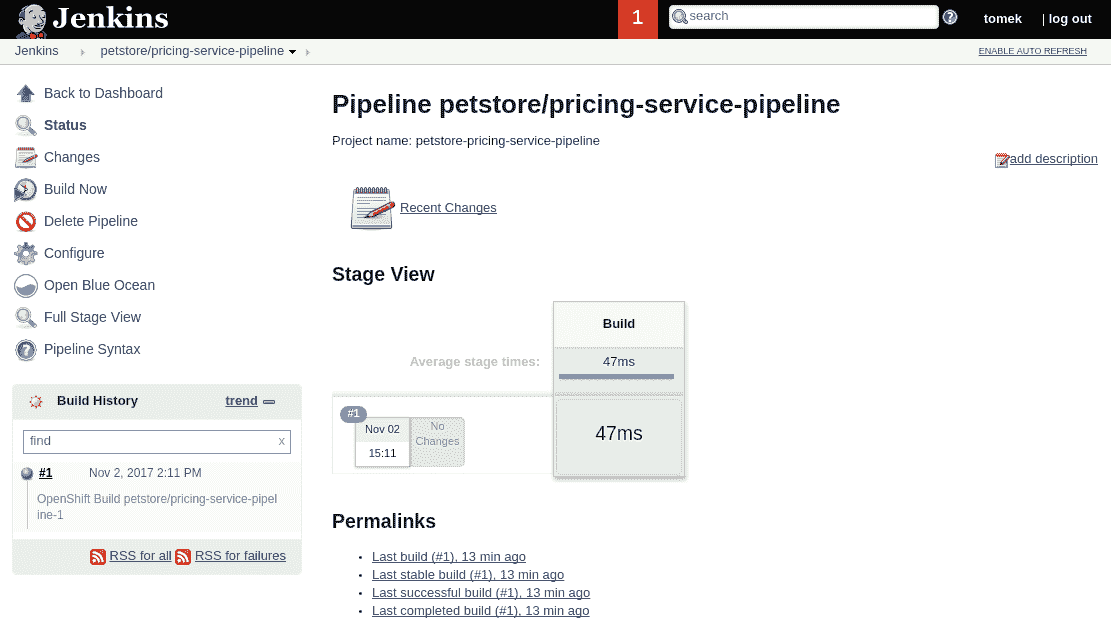 Jenkins
1
search
?
tomek
| log out
Jenkins
petstore/pricing-service-pipeline
ENABLE AUTO REFRESH
Back to Dashboard
Status
Changes
Build Now
Delete Pipeline
Configure
Open Blue Ocean
Full Stage View
Pipeline Syntax
Build History
trend
find
x
#1
Nov 2, 2017 2:11 PM
OpenShift Build petstore/pricing-service-pipel
ine-1
RSS for all
RSS for failures
Pipeline petstore/pricing-service-pipeline
Project name: petstore-pricing-service-pipeline
add description
Recent Changes
Stage View
Build
Average stage times:
47ms
#1
Nov 02
15:11
No
Changes
47ms
Permalinks
• Last build (#1), 13 min ago
• Last stable build (#1), 13 min ago
• Last successful build (#1), 13 min ago
• Last completed build (#1), 13 min ago